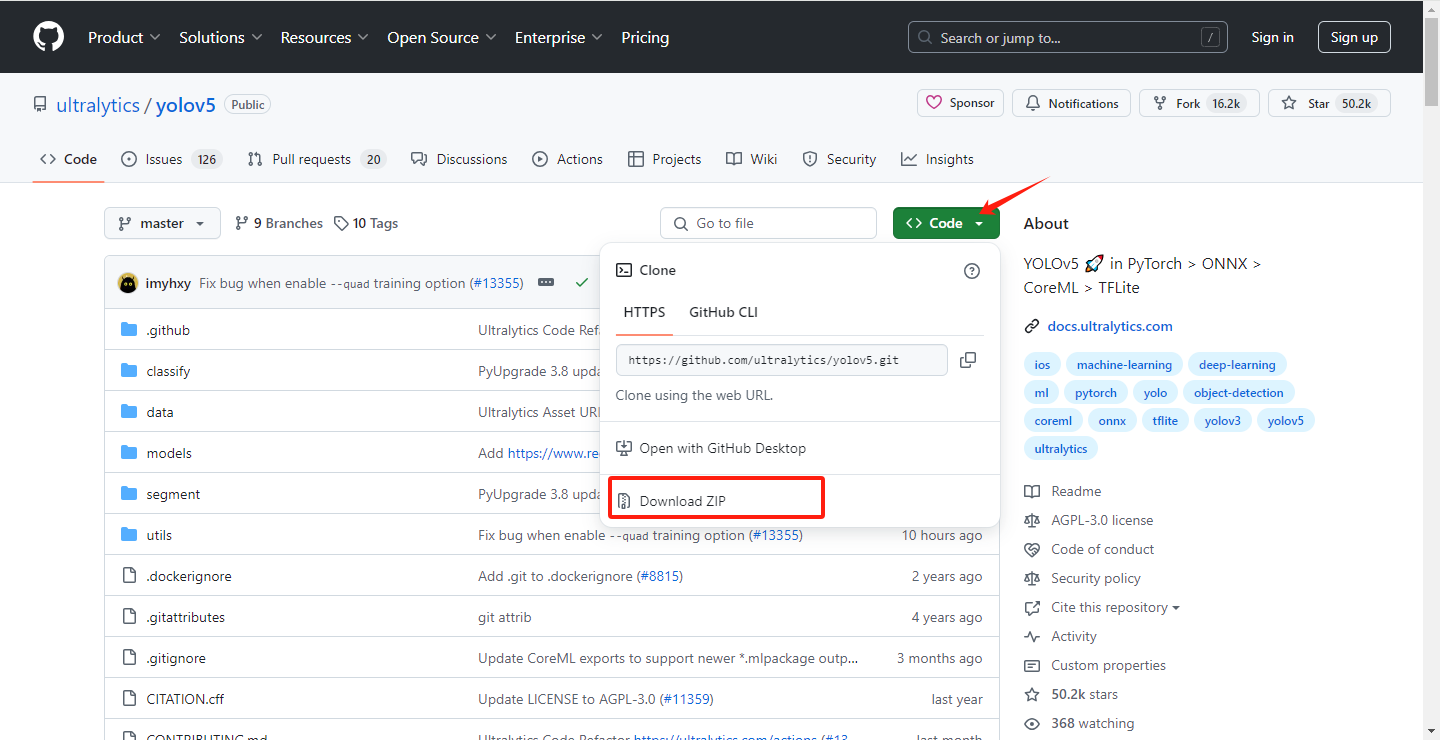 Product Solutions Resources Open Source Enterprise Pricing Search or jump to... / Sign in Sign up
ultralytics / yolov5 Public Sponsor Notifications Fork 16.2k Star 50.2k
Code Issues 126 Pull requests 20 Discussions Actions Projects Wiki Security Insights
master 9 Branches 10 Tags Go to file Code
About
YOLOv5 🚀 in PyTorch > ONNX >
CoreML > TFLite
docs.ultralytics.com
ios machine-learning deep-learning
ml pytorch yolo object-detection
coreml onnx tflite yolov3 yolov5
ultralytics
Readme
AGPL-3.0 license
Code of conduct
Security policy
Cite this repository
Activity
Custom properties
50.2k stars
368 watching
Clone
HTTPS GitHub CLI
https://github.com/ultralytics/yolov5.git
Clone using the web URL.
Open with GitHub Desktop
Download ZIP
imyhxy Fix bug when enable --quad training option (#13355)
.github Ultralytics Code
classify PyUpgrade 3.8
data Ultralytics Asset
models Add
segment PyUpgrade 3.8
utils Fix bug when enable --quad training option (#13355) 10 hours ago
.dockerignore Add .git to .dockerignore (#8815) 2 years ago
.gitattributes git attrib 4 years ago
.gitignore Update CoreML exports to support newer *.mlpackage outp... 3 months ago
CITATION.cff Update LICENSE to AGPL-3.0 (#11359) last year
CONTRIBUTING.md Ultralytics Code Refactor https://ultralytics.com/actions (#13... last month